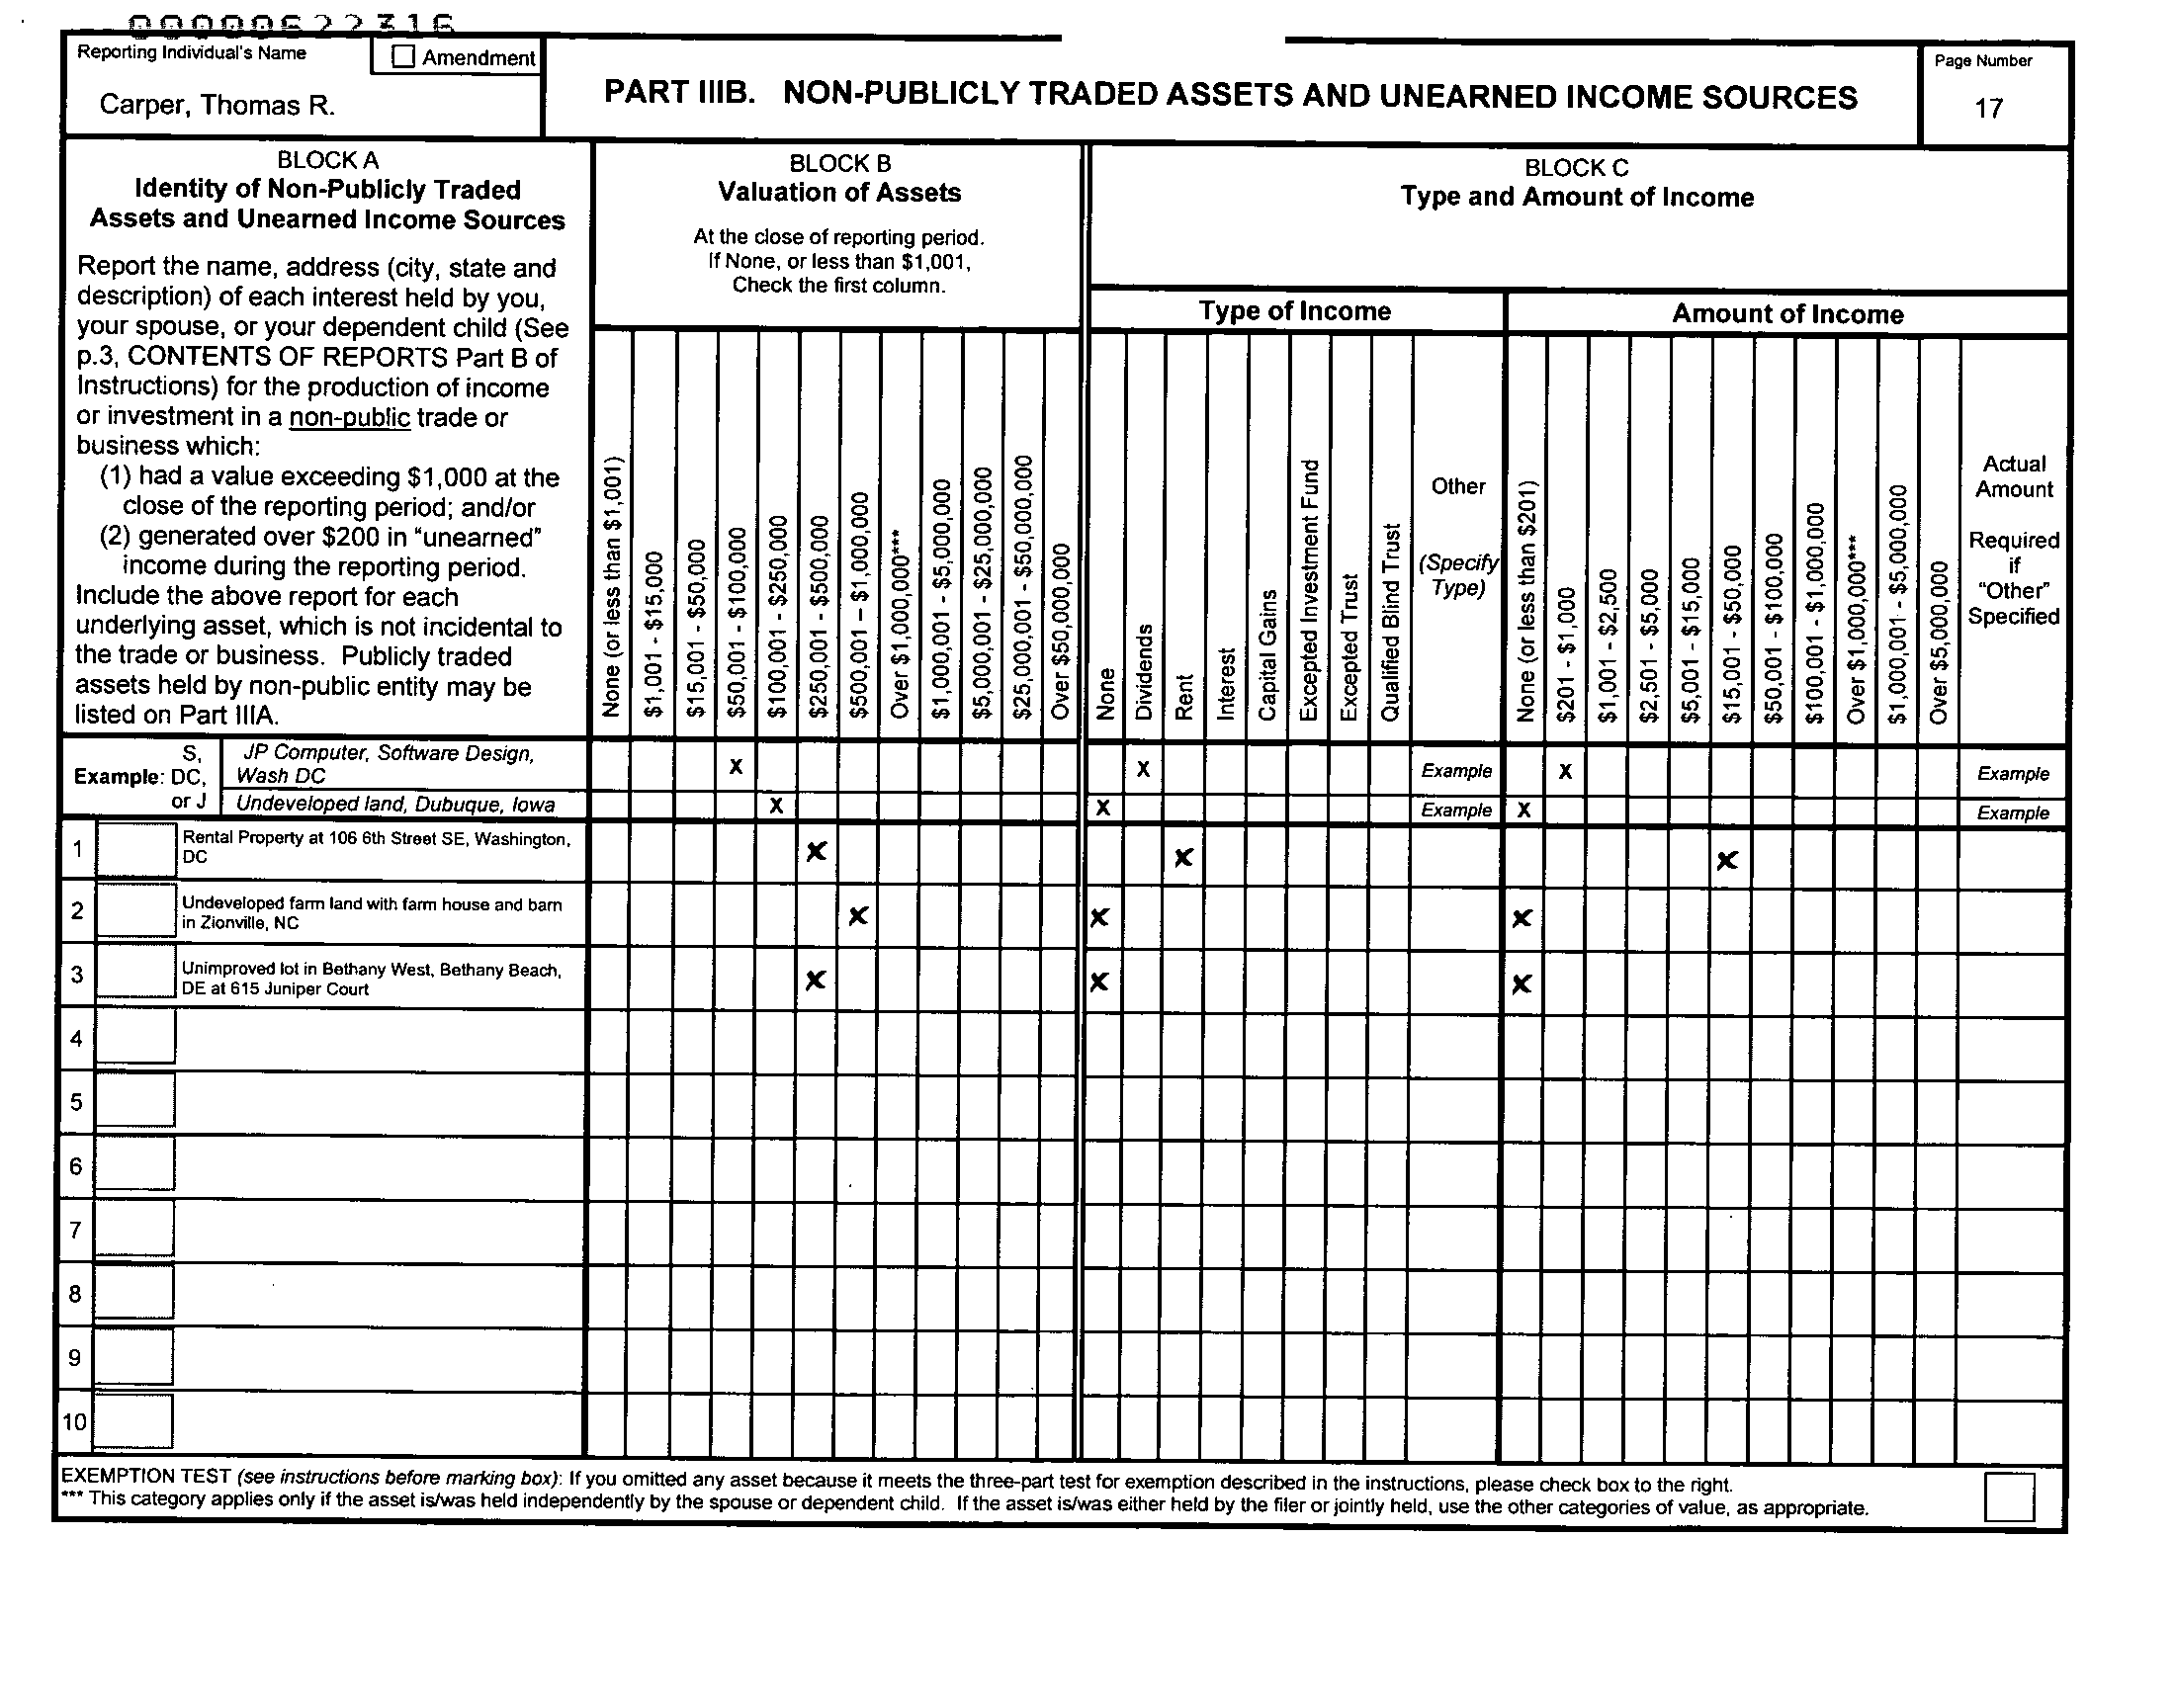 00000622316
Reporting Individual's Name
☐ Amendment
Carper, Thomas R.
PART IIIB. NON-PUBLICLY TRADED ASSETS AND UNEARNED INCOME SOURCES
Page Number
17
BLOCK A
Identity of Non-Publicly Traded
Assets and Unearned Income Sources
Report the name, address (city, state and
description) of each interest held by you,
your spouse, or your dependent child (See
p.3, CONTENTS OF REPORTS Part B of
Instructions) for the production of income
or investment in a non-public trade or
business which:
(1) had a value exceeding $1,000 at the
close of the reporting period; and/or
(2) generated over $200 in "unearned"
income during the reporting period.
Include the above report for each
underlying asset, which is not incidental to
the trade or business. Publicly traded
assets held by non-public entity may be
listed on Part IIIA.
BLOCK B
Valuation of Assets
At the close of reporting period.
If None, or less than $1,001,
Check the first column.
None (or less than $1,001)
$1,001 - $15,000
$15,001 - $50,000
$50,001 - $100,000
$100,001 - $250,000
$250,001 - $500,000
$500,001 – $1,000,000
Over $1,000,000***
$1,000,001 - $5,000,000
$5,000,001 - $25,000,000
$25,000,001 - $50,000,000
Over $50,000,000
BLOCK C
Type and Amount of Income
Type of Income
None
Dividends
Rent
Interest
Capital Gains
Excepted Investment Fund
Excepted Trust
Qualified Blind Trust
Other
(Specify
Type)
Amount of Income
None (or less than $201)
$201 - $1,000
$1,001 - $2,500
$2,501 - $5,000
$5,001 - $15,000
$15,001 - $50,000
$50,001 - $100,000
$100,001 - $1,000,000
Over $1,000,000***
$1,000,001 - $5,000,000
Over $5,000,000
Actual
Amount
Required
if
"Other"
Specified
Example:
S,
DC,
or J
JP Computer, Software Design,
Wash DC
X X Example X Example
Undeveloped land, Dubuque, Iowa X X Example X Example
1 Rental Property at 106 6th Street SE, Washington,
DC
X X X
2 Undeveloped farm land with farm house and barn
in Zionville, NC
X X X
3 Unimproved lot in Bethany West, Bethany Beach,
DE at 615 Juniper Court
X X X
4
5
6
7
8
9
10
EXEMPTION TEST (see instructions before marking box): If you omitted any asset because it meets the three-part test for exemption described in the instructions, please check box to the right.
*** This category applies only if the asset is/was held independently by the spouse or dependent child. If the asset is/was either held by the filer or jointly held, use the other categories of value, as appropriate.